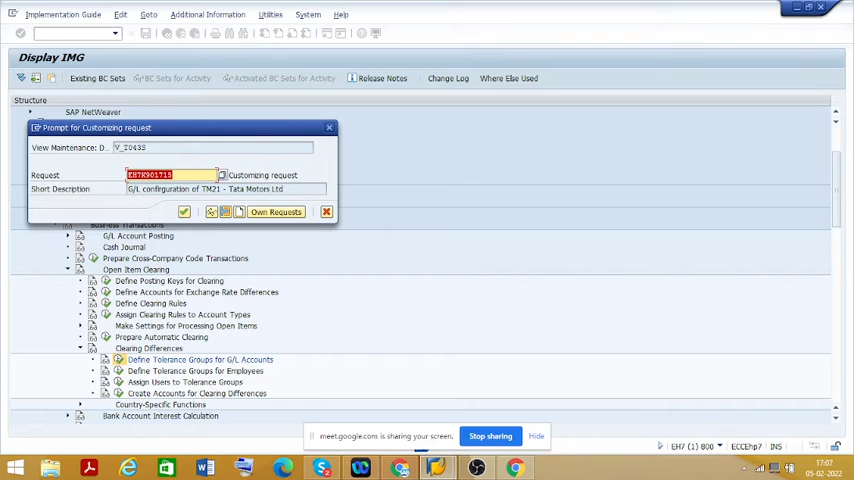 Implementation Guide Edit Goto Additional Information Utilities System Help
Display IMG
Existing BC Sets BC Sets for Activity Activated BC Sets for Activity Release Notes Change Log Where Else Used
Structure
SAP NetWeaver
Prompt for Customizing request
View Maintenance: D.. V_T043S
Request EH7K901715 Customizing request
Short Description G/L confirguration of TM21 - Tata Motors Ltd
Own Requests
Business Transactions
G/L Account Posting
Cash Journal
Prepare Cross-Company Code Transactions
Open Item Clearing
Define Posting Keys for Clearing
Define Accounts for Exchange Rate Differences
Define Clearing Rules
Assign Clearing Rules to Account Types
Make Settings for Processing Open Items
Prepare Automatic Clearing
Clearing Differences
Define Tolerance Groups for G/L Accounts
Define Tolerance Groups for Employees
Assign Users to Tolerance Groups
Create Accounts for Clearing Differences
Country-Specific Functions
Bank Account Interest Calculation
meet.google.com is sharing your screen. Stop sharing Hide
EH7 (1) 800 ECCEhp7 INS
17:07
05-02-2022